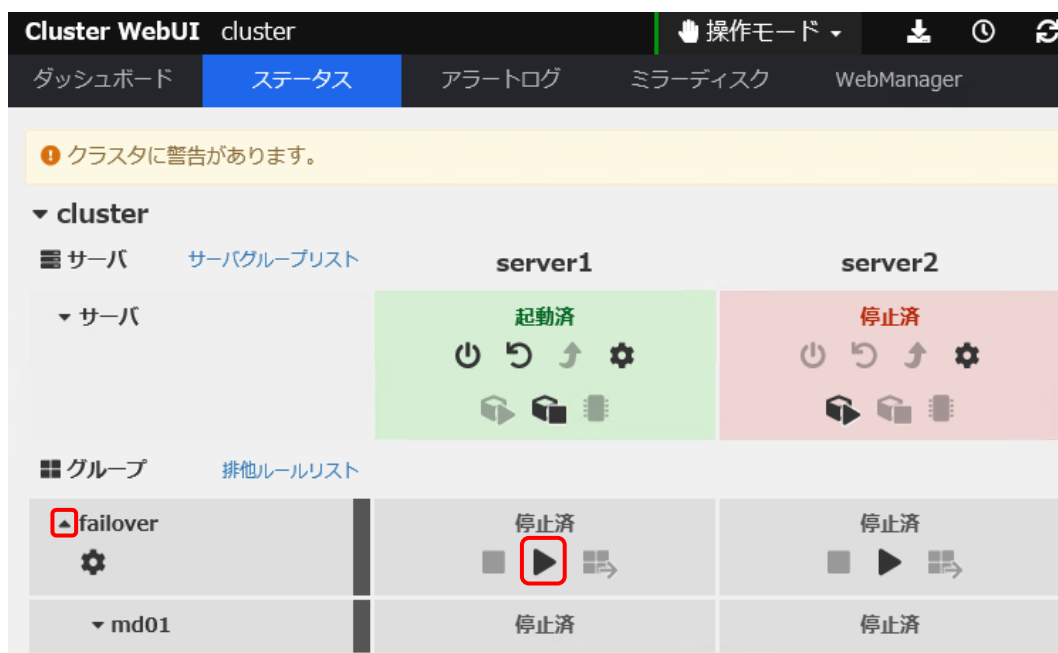 Cluster WebUI cluster 操作モード
ダッシュボード ステータス アラートログ ミラーディスク WebManager
クラスタに警告があります。
cluster
サーバ サーバグループリスト server1 server2
サーバ 起動済 停止済
グループ 排他ルールリスト
failover 停止済 停止済
md01 停止済 停止済